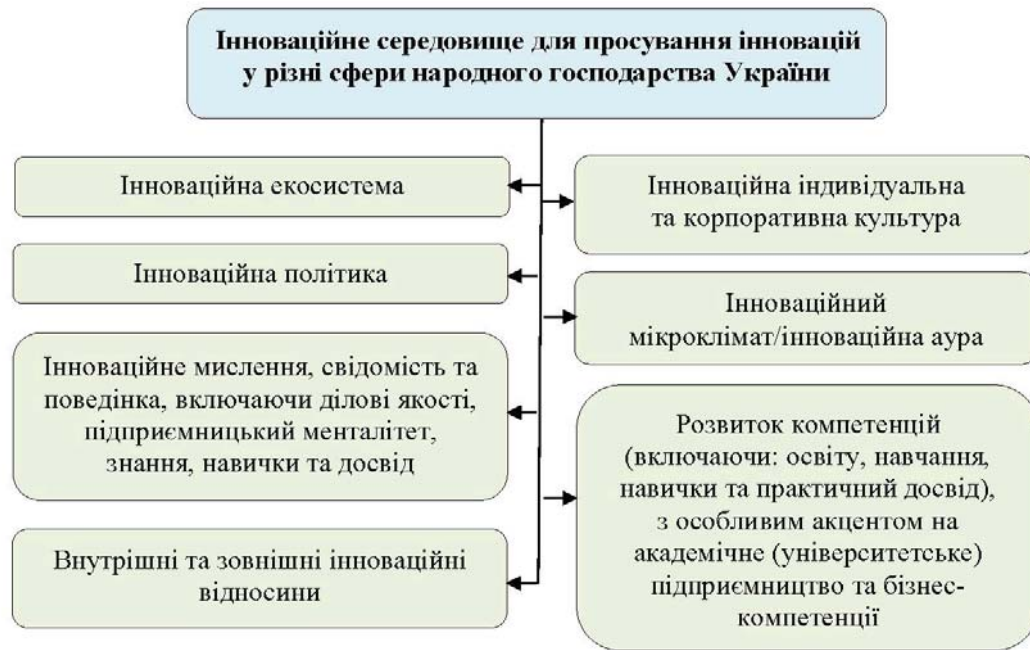 Інноваційне середовище для просування інновацій
у різні сфери народного господарства України
Інноваційна екосистема
Інноваційна політика
Інноваційне мислення, свідомість та
поведінка, включаючи ділові якості,
підприємницький менталітет,
знання, навички та досвід
Внутрішні та зовнішні інноваційні
відносини
Інноваційна індивідуальна
та корпоративна культура
Інноваційний
мікроклімат/інноваційна аура
Розвиток компетенцій
(включаючи: освіту, навчання,
навички та практичний досвід),
з особливим акцентом на
академічне (університетське)
підприємництво та бізнес-
компетенції